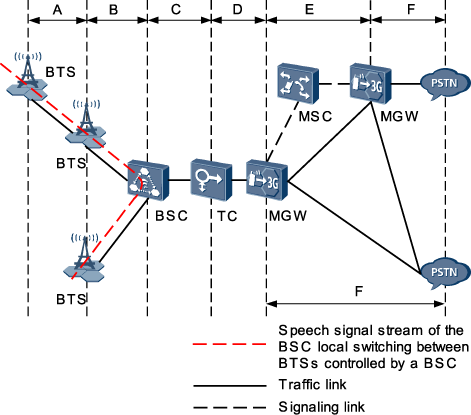 A B C D E F
BTS
BTS
MSC
3G
MGW
PSTN
BSC
TC
3G
MGW
BTS
PSTN
F
Speech signal stream of the
BSC local switching between
BTSs controlled by a BSC
Traffic link
Signaling link